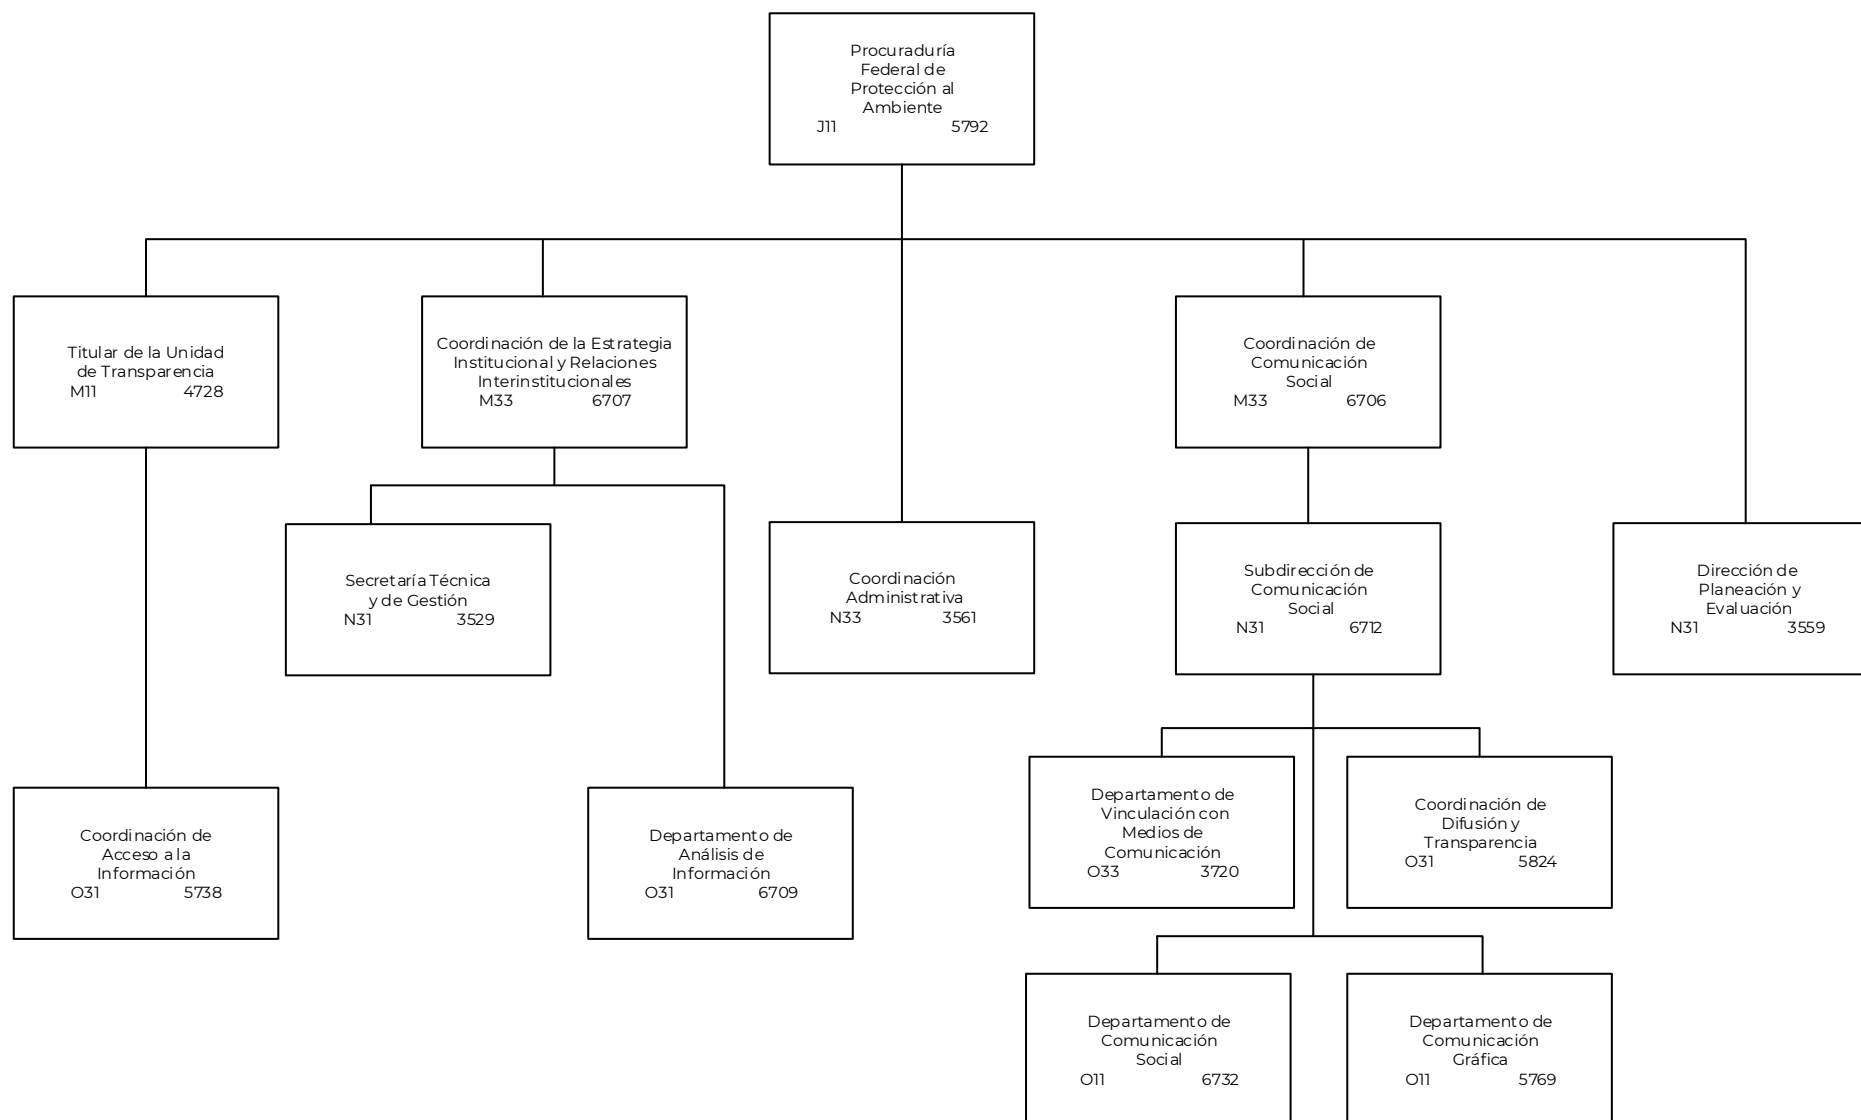 Procuraduría
Federal de
Protección al
Ambiente
J11 5792
Titular de la Unidad
de Transparencia
M11 4728
Coordinación de la Estrategia
Institucional y Relaciones
Interinstitucionales
M33 6707
Coordinación de
Comunicación
Social
M33 6706
Secretaría Técnica
y de Gestión
N31 3529
Coordinación
Administrativa
N33 3561
Subdirección de
Comunicación
Social
N31 6712
Dirección de
Planeación y
Evaluación
N31 3559
Coordinación de
Acceso a la
Información
O31 5738
Departamento de
Análisis de
Información
O31 6709
Departamento de
Vinculación con
Medios de
Comunicación
O33 3720
Coordinación de
Difusión y
Transparencia
O31 5824
Departamento de
Comunicación
Social
O11 6732
Departamento de
Comunicación
Gráfica
O11 5769